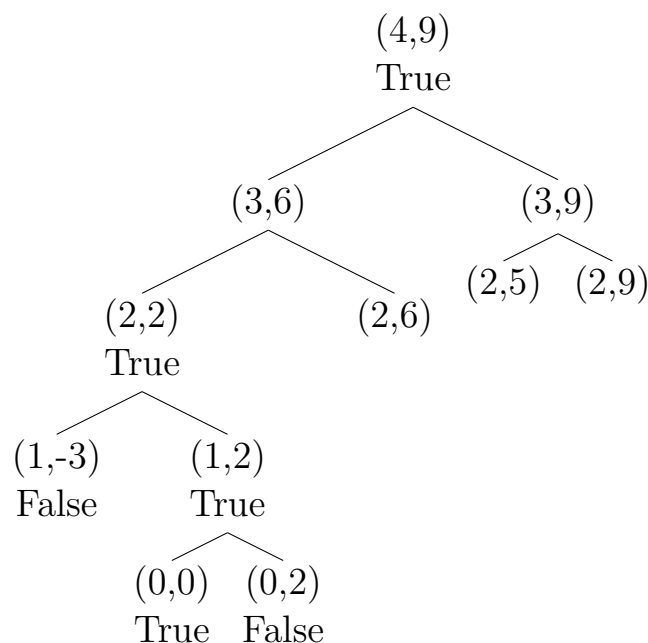 (4,9)
True
(3,6) (3,9)
(2,5) (2,9)
(2,2) (2,6)
True
(1,-3) (1,2)
False True
(0,0) (0,2)
True False